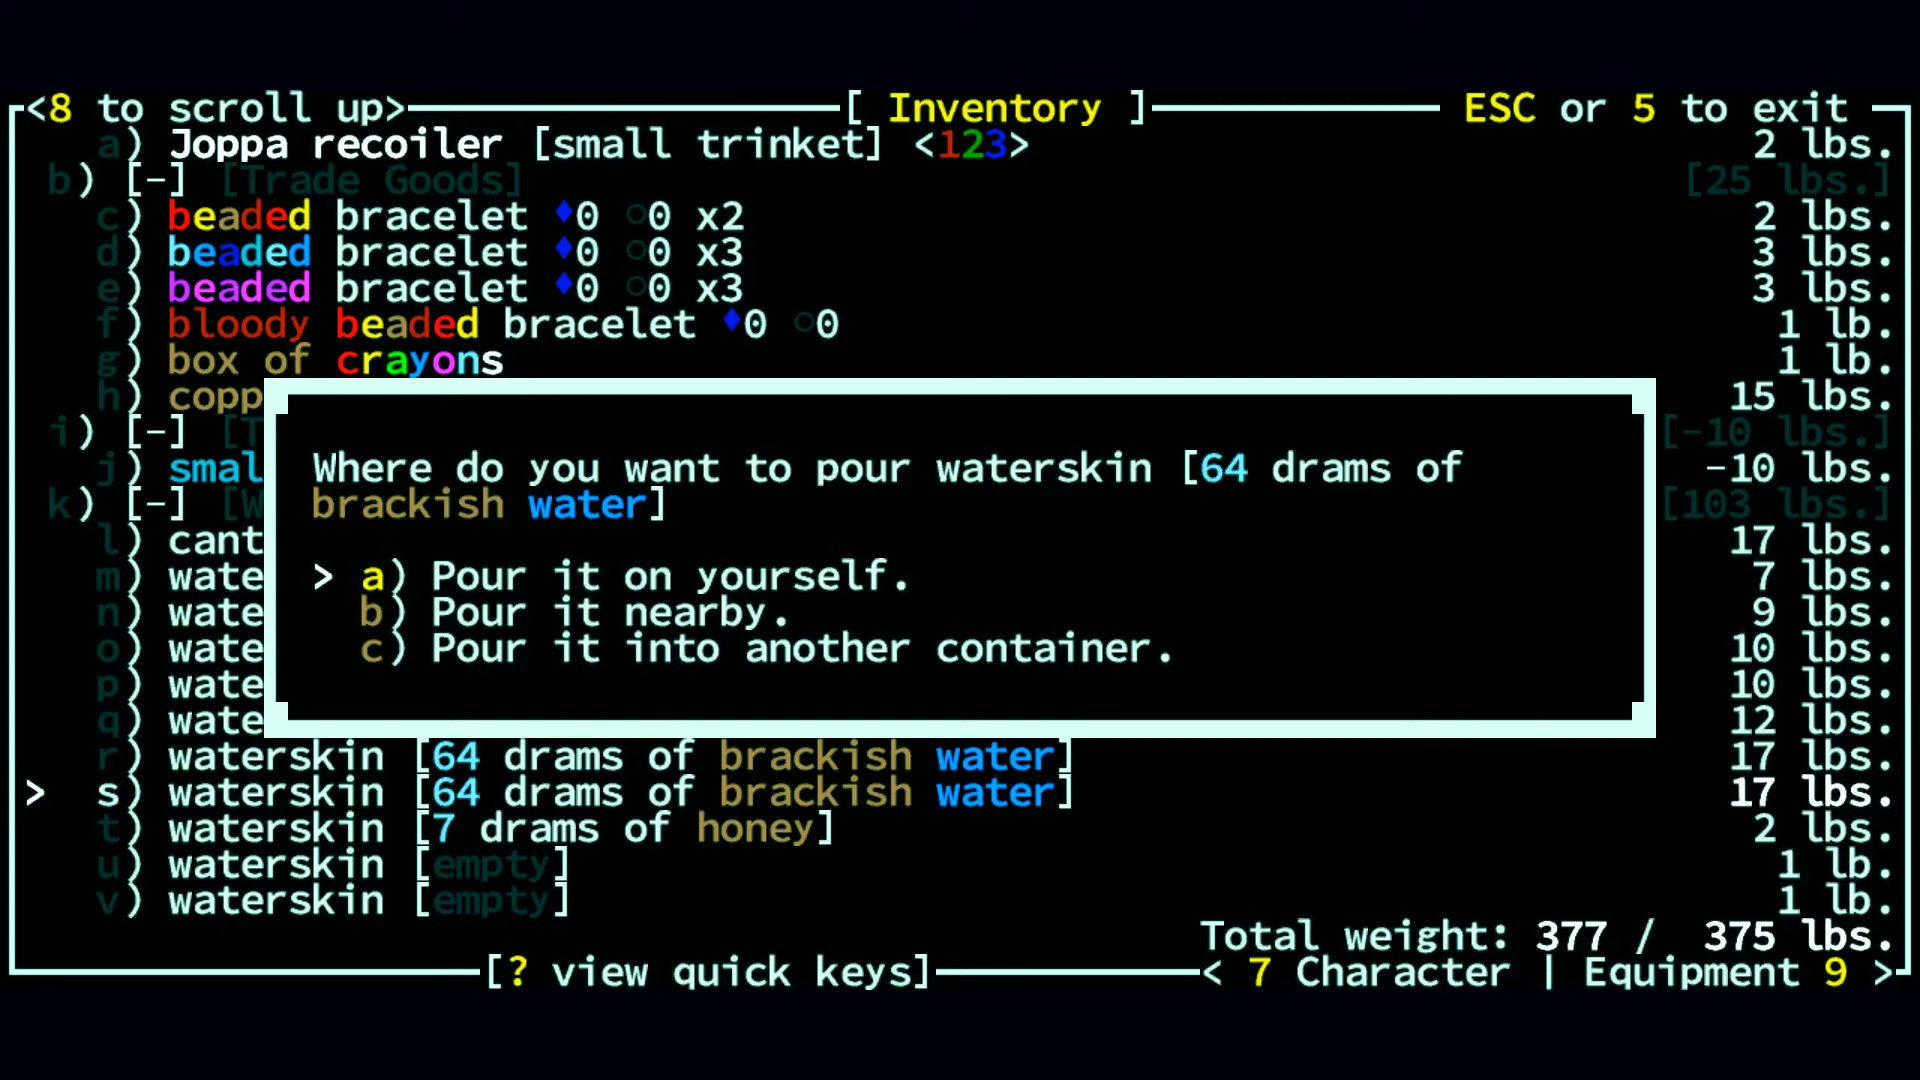 <8 to scroll up> [ Inventory ] ESC or 5 to exit
a) Joppa recoiler [small trinket] <123> 2 lbs.
b) [-] [Trade Goods] [25 lbs.]
c) beaded bracelet ♦0 ○0 x2 2 lbs.
d) beaded bracelet ♦0 ○0 x3 3 lbs.
e) beaded bracelet ♦0 ○0 x3 3 lbs.
f) bloody beaded bracelet ♦0 ○0 1 lb.
g) box of crayons 1 lb.
h) copp 15 lbs.
i) [-] [T [-10 lbs.]
j) smal -10 lbs.
k) [-] [W [103 lbs.]
l) cant 17 lbs.
m) wate 7 lbs.
n) wate 9 lbs.
o) wate 10 lbs.
p) wate 10 lbs.
q) wate 12 lbs.
Where do you want to pour waterskin [64 drams of
brackish water]
> a) Pour it on yourself.
b) Pour it nearby.
c) Pour it into another container.
r) waterskin [64 drams of brackish water] 17 lbs.
> s) waterskin [64 drams of brackish water] 17 lbs.
t) waterskin [7 drams of honey] 2 lbs.
u) waterskin [empty] 1 lb.
v) waterskin [empty] 1 lb.
Total weight: 377 / 375 lbs.
[? view quick keys] < 7 Character | Equipment 9 >